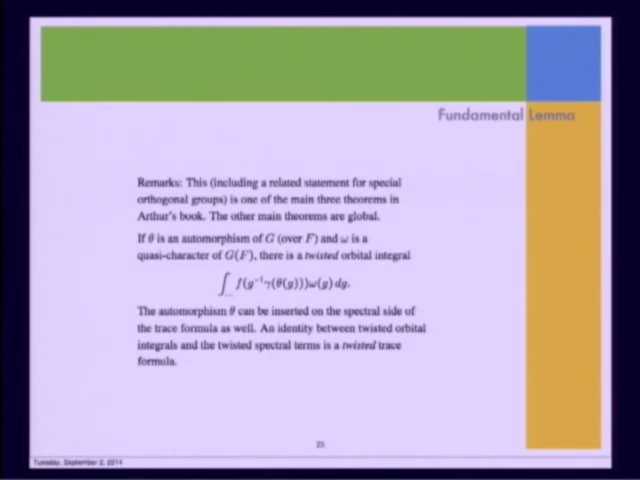 Fundamental Lemma
Remarks: This (including a related statement for special
orthogonal groups) is one of the main three theorems in
Arthur's book. The other main theorems are global.
If θ is an automorphism of G (over F) and ω is a
quasi-character of G(F), there is a twisted orbital integral
∫ f(g⁻¹γ(θ(g)))ω(g) dg.
The automorphism θ can be inserted on the spectral side of
the trace formula as well. An identity between twisted orbital
integrals and the twisted spectral terms is a twisted trace
formula.
Tuesday, September 2, 2014